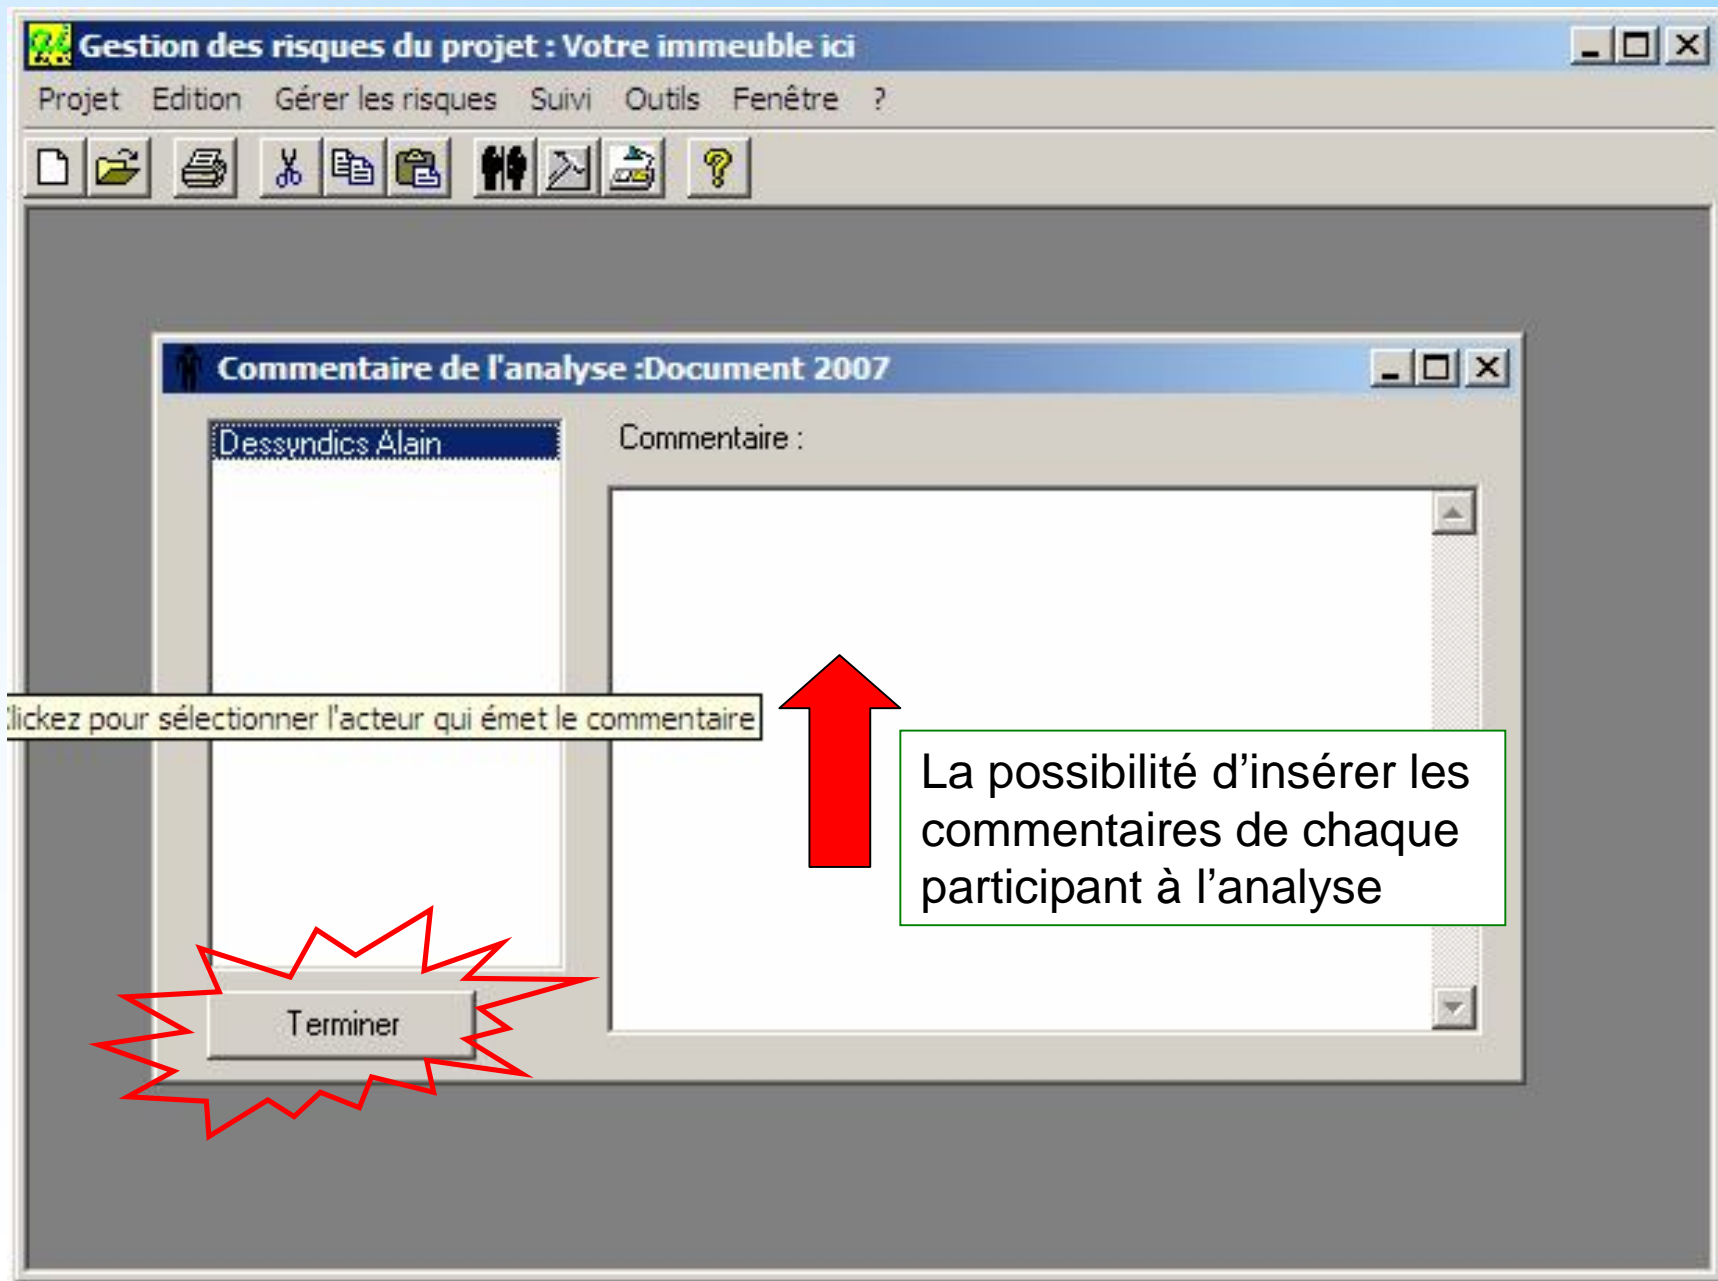 Gestion des risques du projet : Votre immeuble ici
Projet Edition Gérer les risques Suivi Outils Fenêtre ?
Commentaire de l'analyse :Document 2007
Dessyndics Alain
Commentaire :
lickez pour sélectionner l'acteur qui émet le commentaire
La possibilité d’insérer les
commentaires de chaque
participant à l’analyse
Terminer